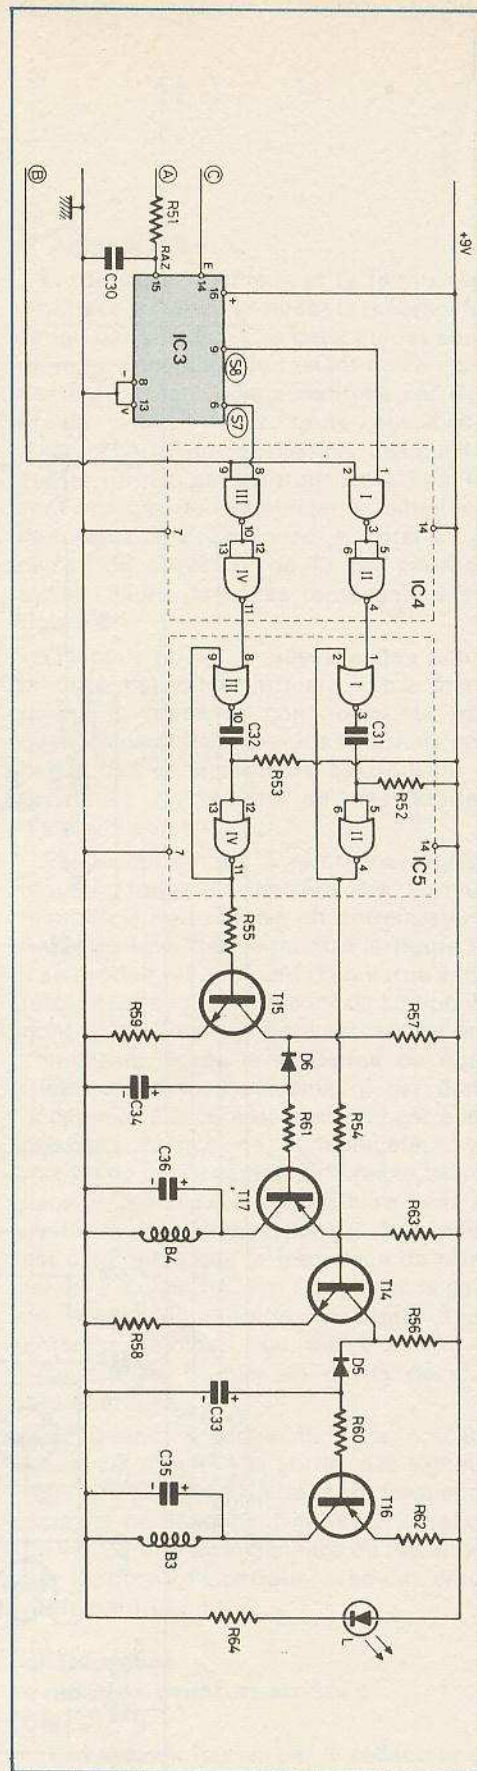 +9V
B
A
C
R51
RAZ
E
C30
15
14
16
+
IC3
9
S8
6
S7
-
8
V
13
1
2
I
3
5
6
II
4
8
9
III
10
12
13
IV
11
14
7
IC4
1
2
I
3
C31
R52
5
6
II
4
8
9
III
10
C32
R53
12
13
IV
11
14
7
IC5
R55
T15
R57
R59
D6
+
-
C34
R61
R54
T17
R63
+
-
C36
B4
T14
R56
R58
D5
+
-
C33
R60
T16
R62
+
-
C35
B3
L
R64